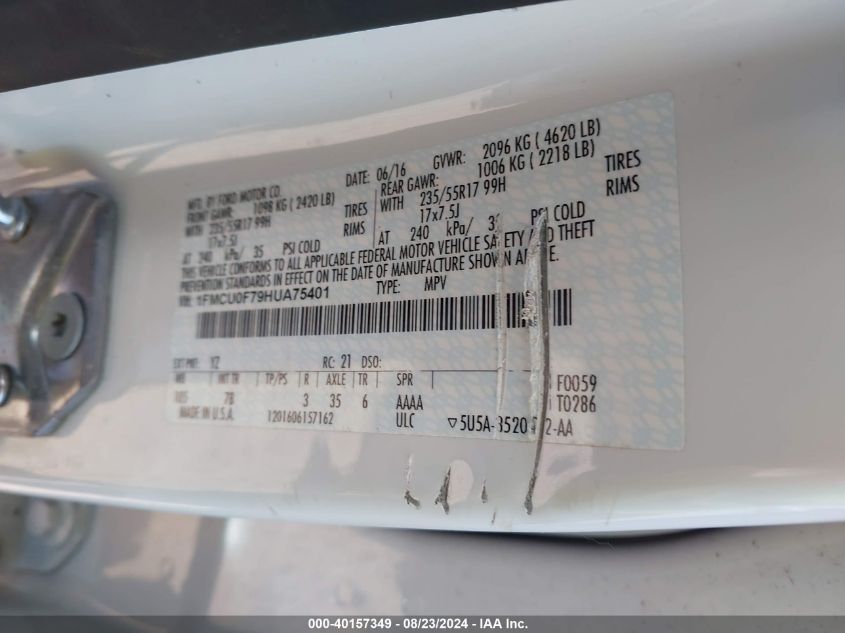 MFD. BY FORD MOTOR CO. DATE: 06/16 GVWR: 2096 KG ( 4620 LB)
FRONT GAWR: 1098 KG ( 2420 LB) REAR GAWR: 1006 KG ( 2218 LB)
WITH 235/55R17 99H TIRES WITH 235/55R17 99H TIRES
17x7.5J RIMS 17x7.5J RIMS
AT 240 kPa/ 35 PSI COLD AT 240 kPa/ PSI COLD
THIS VEHICLE CONFORMS TO ALL APPLICABLE FEDERAL MOTOR VEHICLE SAFETY AND THEFT
PREVENTION STANDARDS IN EFFECT ON THE DATE OF MANUFACTURE SHOWN ABOVE.
VIN: 1FMCU0F79HUA75401 TYPE: MPV
EXT PNT: YZ RC: 21 DSO:
WB INT TR TP/PS R AXLE TR SPR F0059
105 78 3 35 6 AAAA T0286
MADE IN U.S.A. 1201606157162 ULC ▽5U5A-3520 2-AA
000-40157349 - 08/23/2024 - IAA Inc.